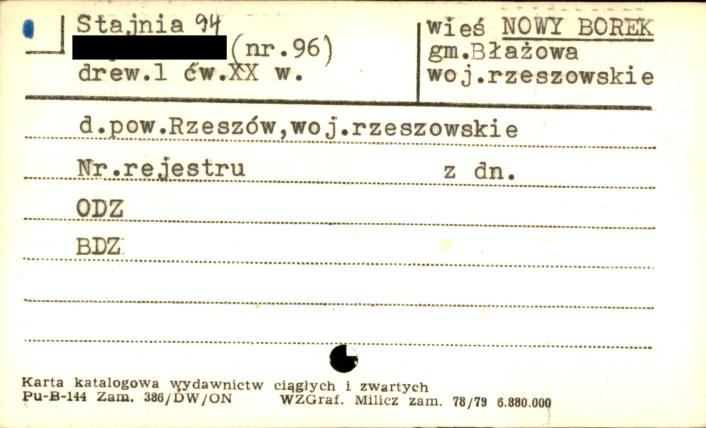 Stajnia 94
(nr.96)
drew.1 ćw.XX w.
wieś NOWY BOREK
gm.Błażowa
woj.rzeszowskie
d.pow.Rzeszów,woj.rzeszowskie
Nr.rejestru z dn.
ODZ
BDZ
Karta katalogowa wydawnictw ciągłych i zwartych
Pu-B-144 Zam. 386/DW/ON WZGraf. Milicz zam. 78/79 6.880.000